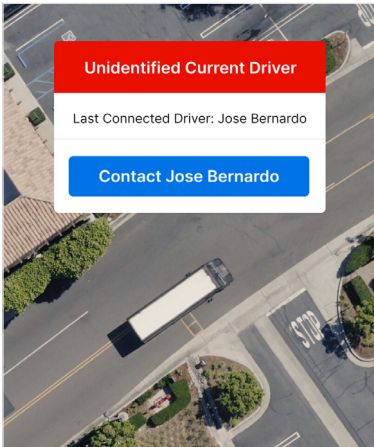 Unidentified Current Driver
Last Connected Driver: Jose Bernardo
Contact Jose Bernardo
STOP